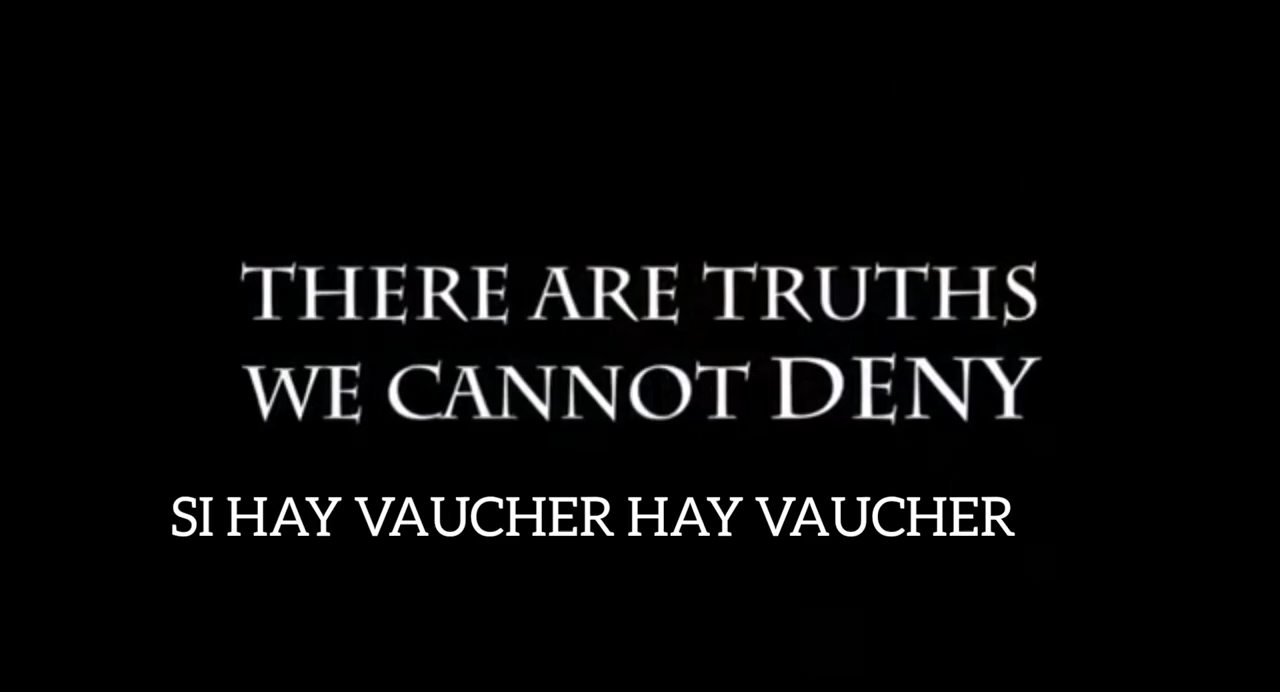 THERE ARE TRUTHS
WE CANNOT DENY
SI HAY VAUCHER HAY VAUCHER